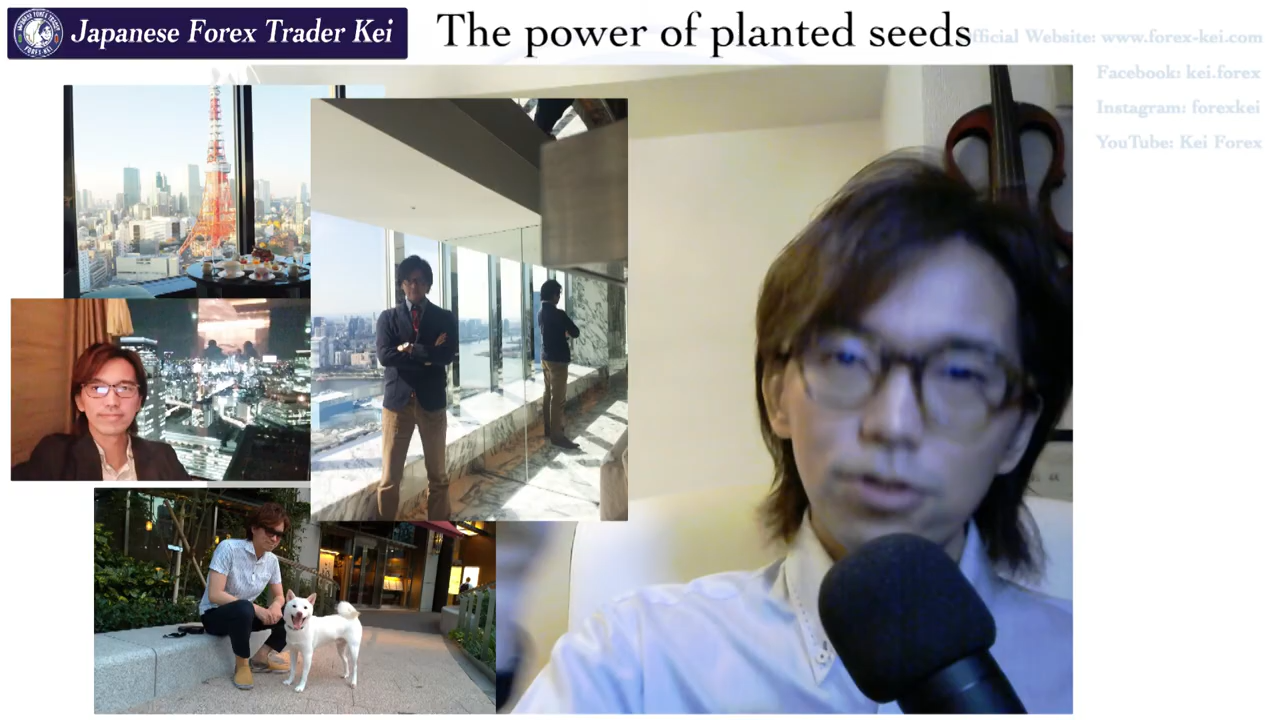 Japanese Forex Trader Kei
The power of planted seeds
Official Website: www.forex-kei.com
Facebook: kei.forex
Instagram: forexkei
YouTube: Kei Forex